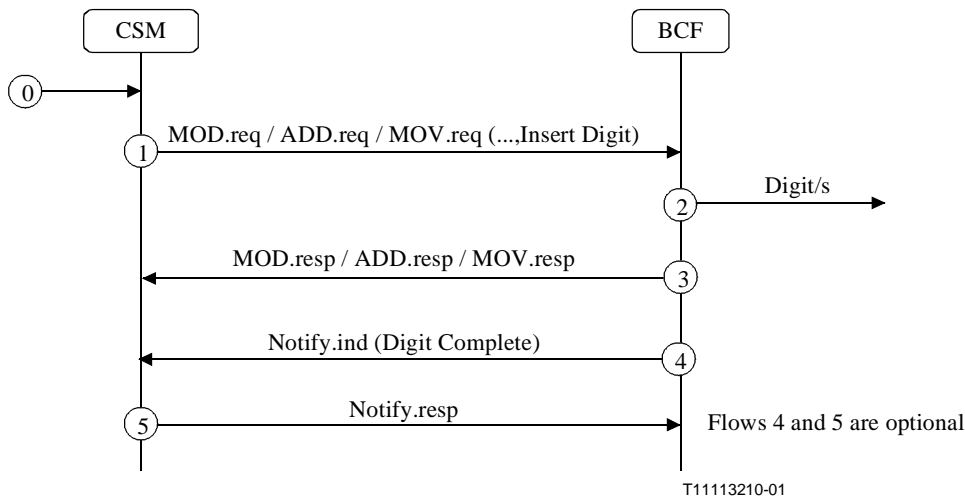 CSM
BCF
0
MOD.req / ADD.req / MOV.req (...,Insert Digit)
1
Digit/s
2
MOD.resp / ADD.resp / MOV.resp
3
Notify.ind (Digit Complete)
4
Notify.resp
5
Flows 4 and 5 are optional
T11113210-01